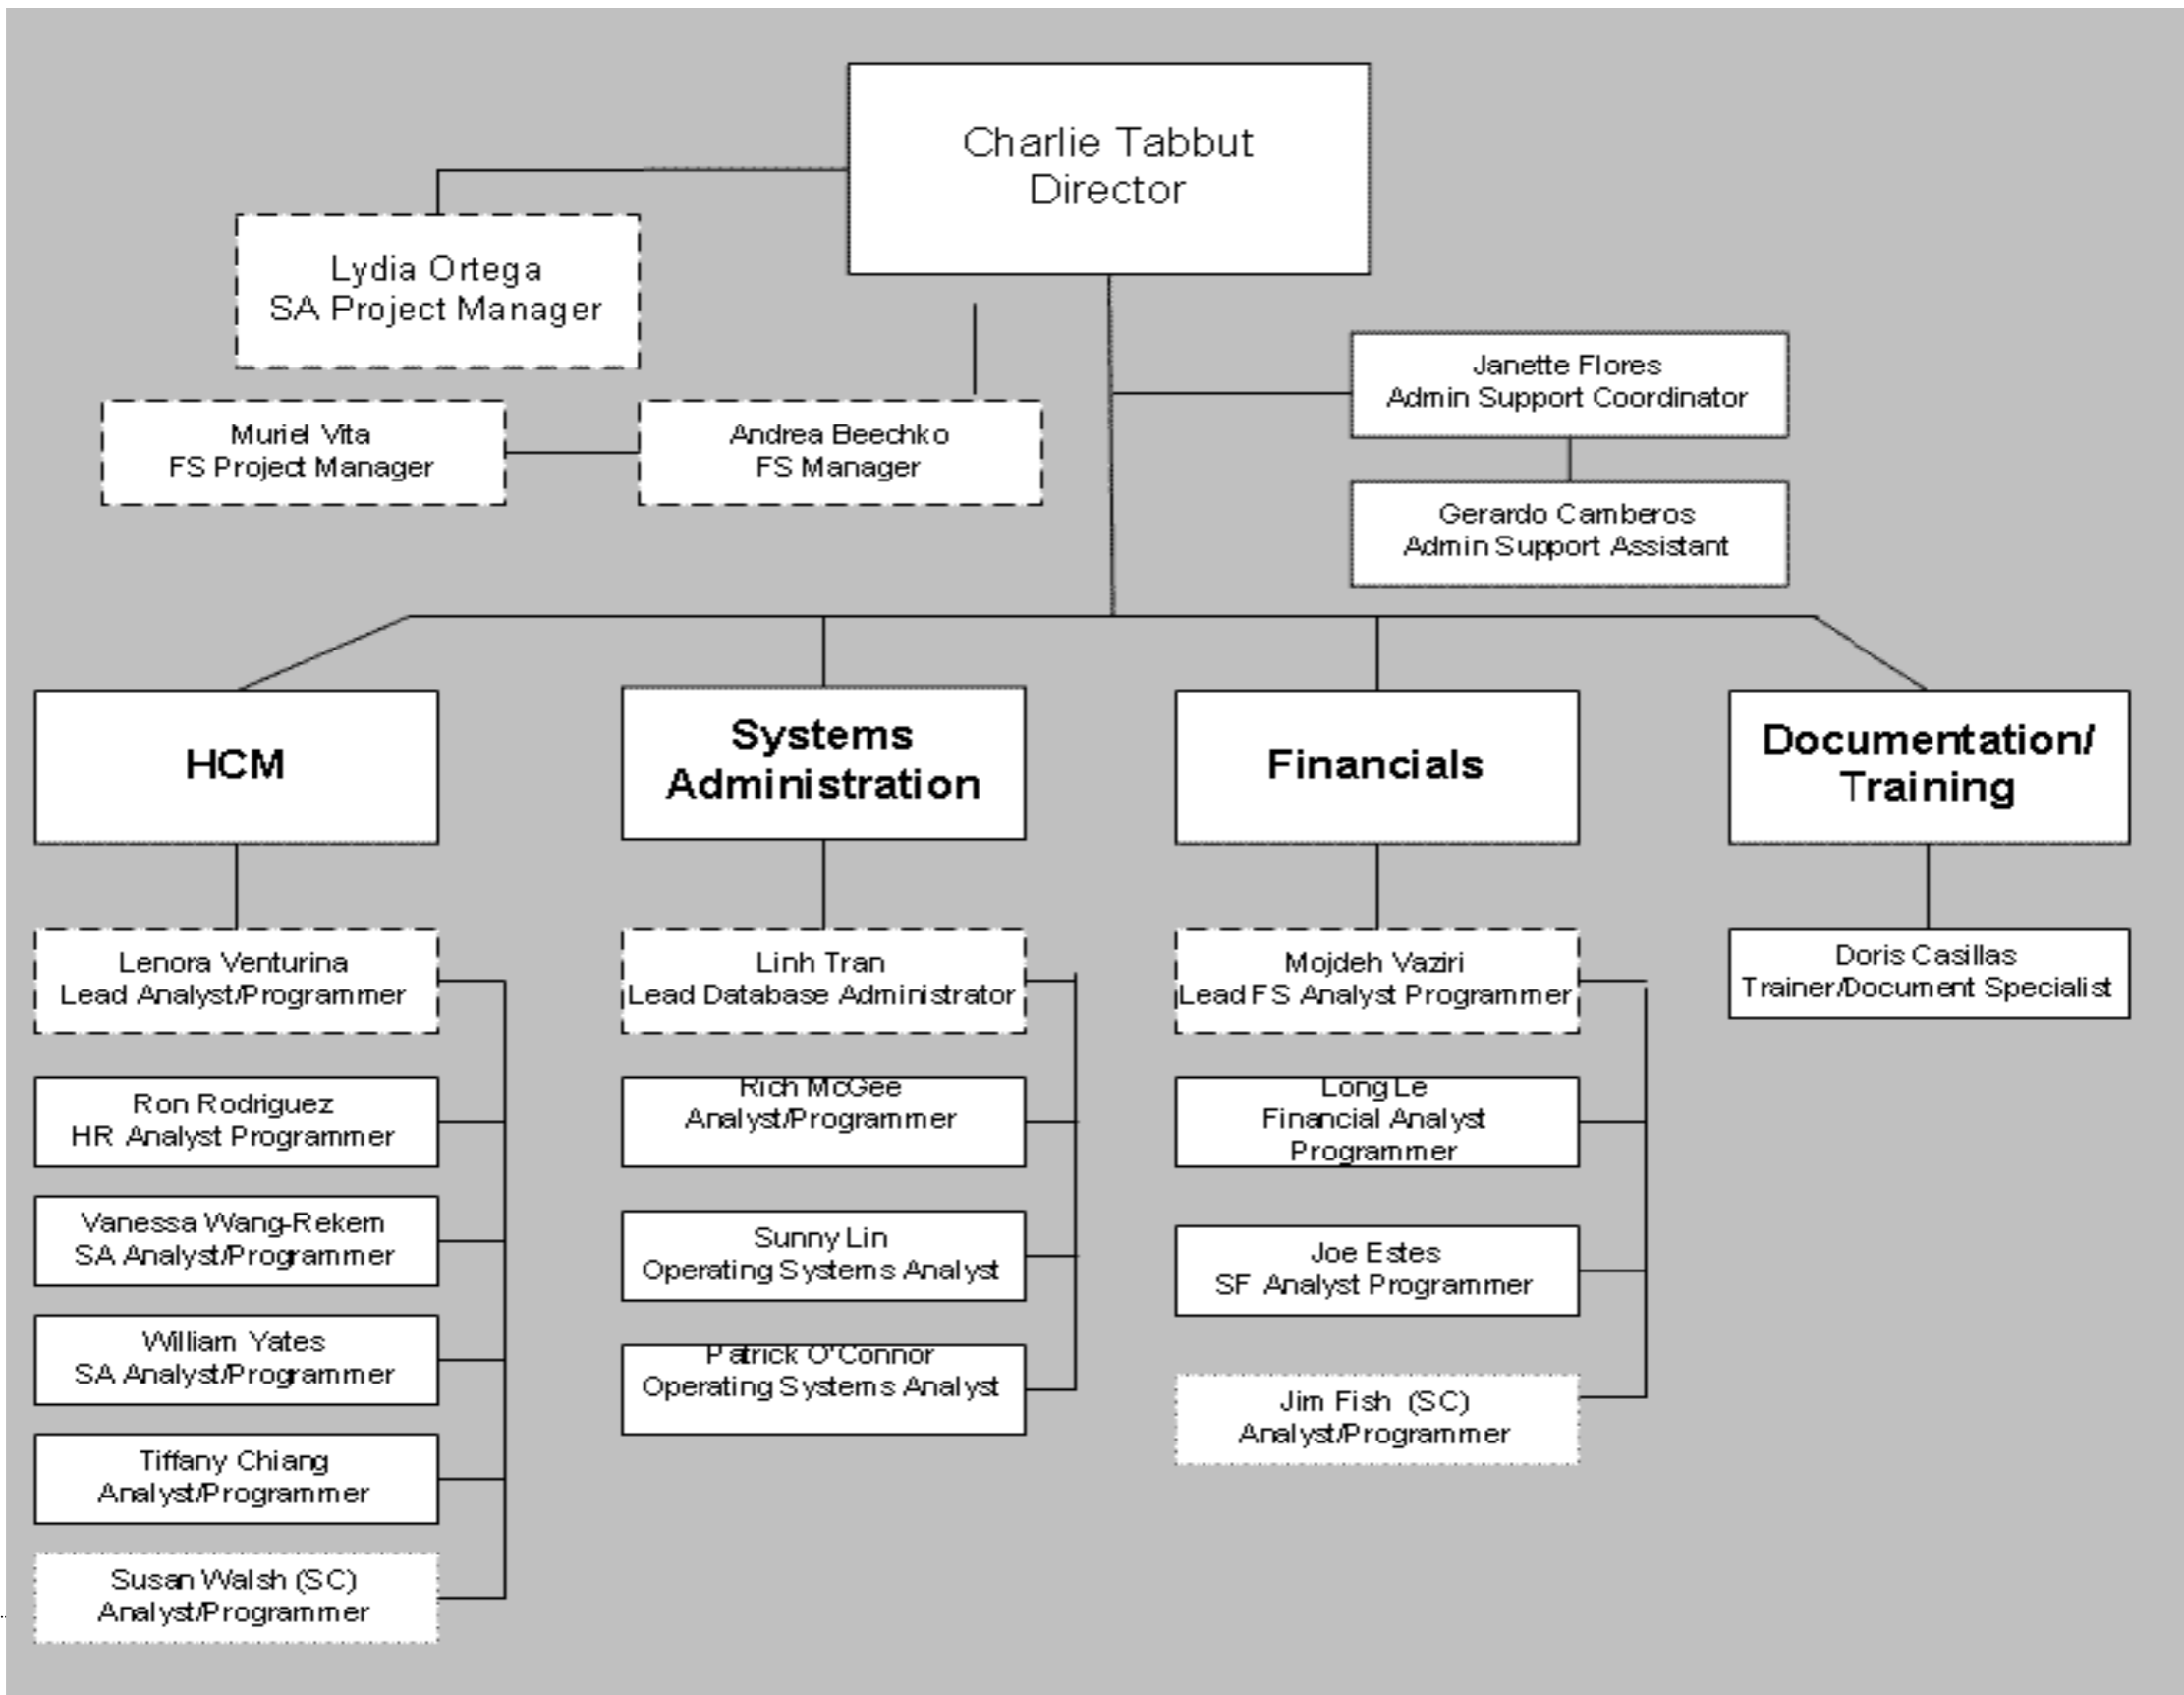 Charlie Tabbut
Director
Lydia Ortega
SA Project Manager
Janette Flores
Admin Support Coordinator
Muriel Vita
FS Project Manager
Andrea Beechko
FS Manager
Gerardo Camberos
Admin Support Assistant
HCM
Systems
Administration
Financials
Documentation/
Training
Lenora Venturina
Lead Analyst/Programmer
Ron Rodriguez
HR Analyst Programmer
Vanessa Wang-Rekem
SA Analyst/Programmer
William Yates
SA Analyst/Programmer
Tiffany Chiang
Analyst/Programmer
Susan Walsh (SC)
Analyst/Programmer
Linh Tran
Lead Database Administrator
Rich McGee
Analyst/Programmer
Sunny Lin
Operating Systems Analyst
Patrick O'Connor
Operating Systems Analyst
Mojdeh Vaziri
Lead FS Analyst Programmer
Long Le
Financial Analyst
Programmer
Joe Estes
SF Analyst Programmer
Jim Fish (SC)
Analyst/Programmer
Doris Casillas
Trainer/Document Specialist